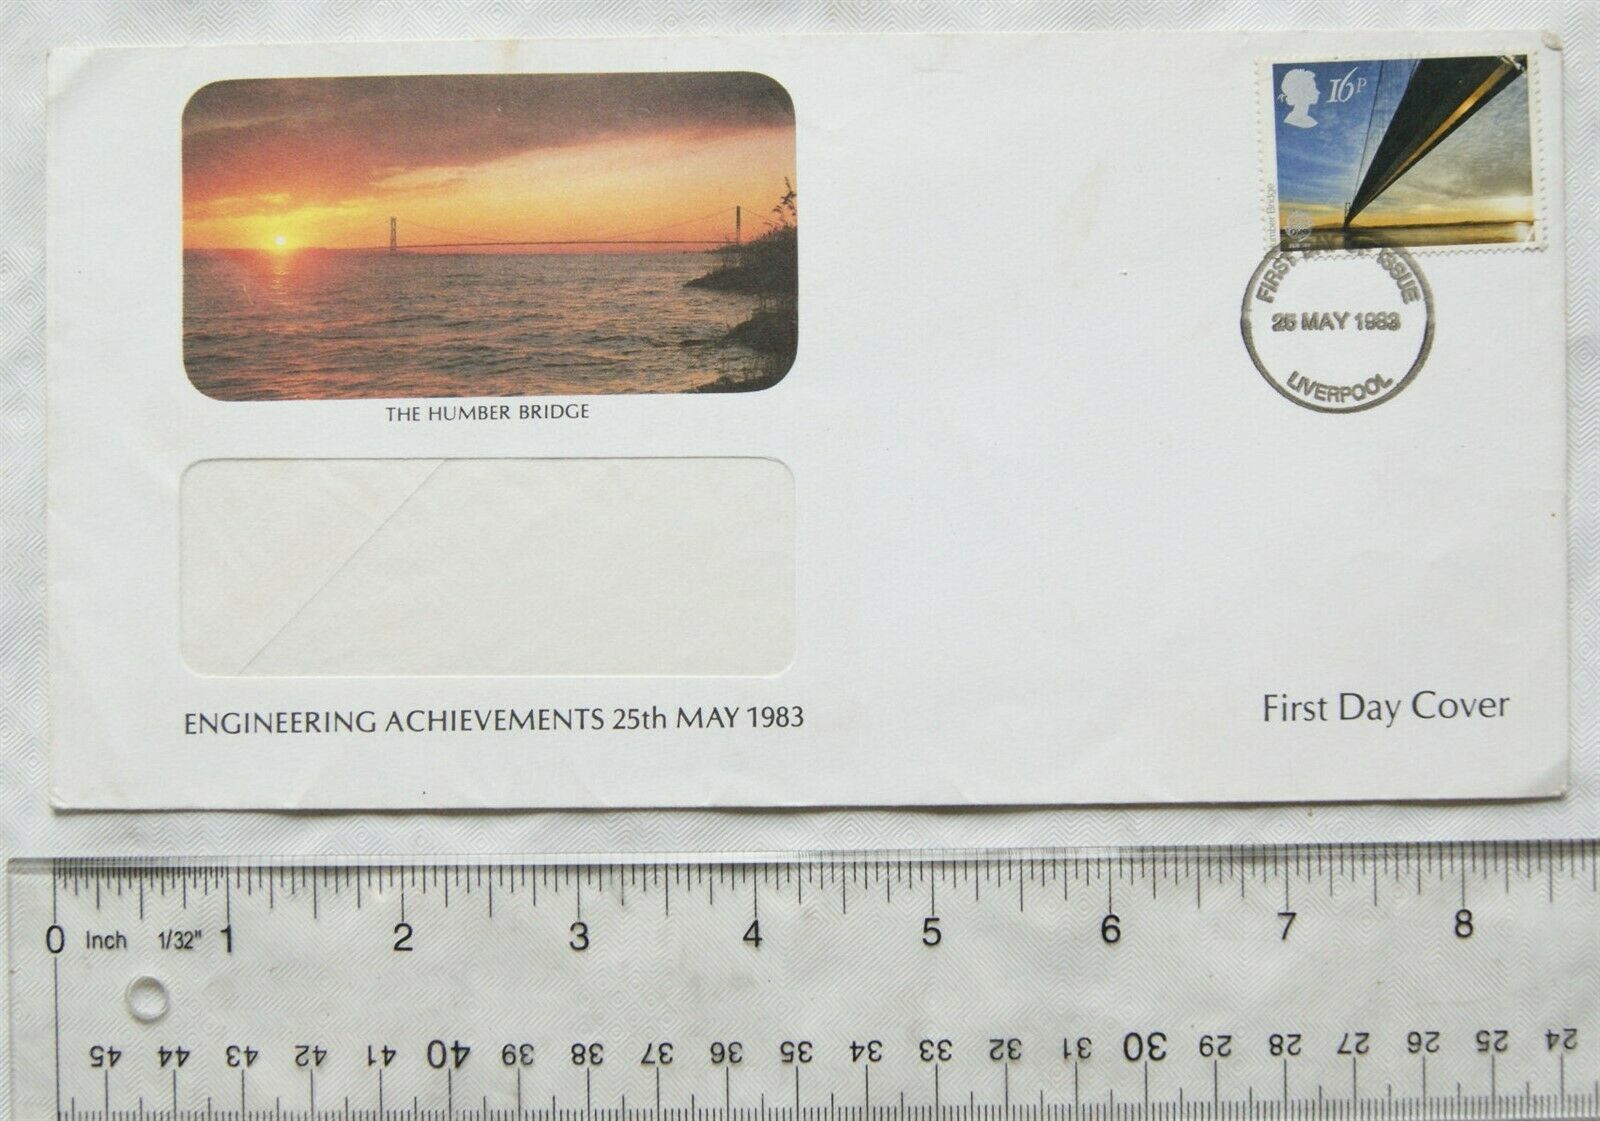 16P
Humber Bridge
FIRST DAY OF ISSUE
25 MAY 1983
LIVERPOOL
THE HUMBER BRIDGE
ENGINEERING ACHIEVEMENTS 25th MAY 1983
First Day Cover
0 Inch 1/32" 1 2 3 4 5 6 7 8
45 44 43 42 41 40 39 38 37 36 35 34 33 32 31 30 29 28 27 26 25 24